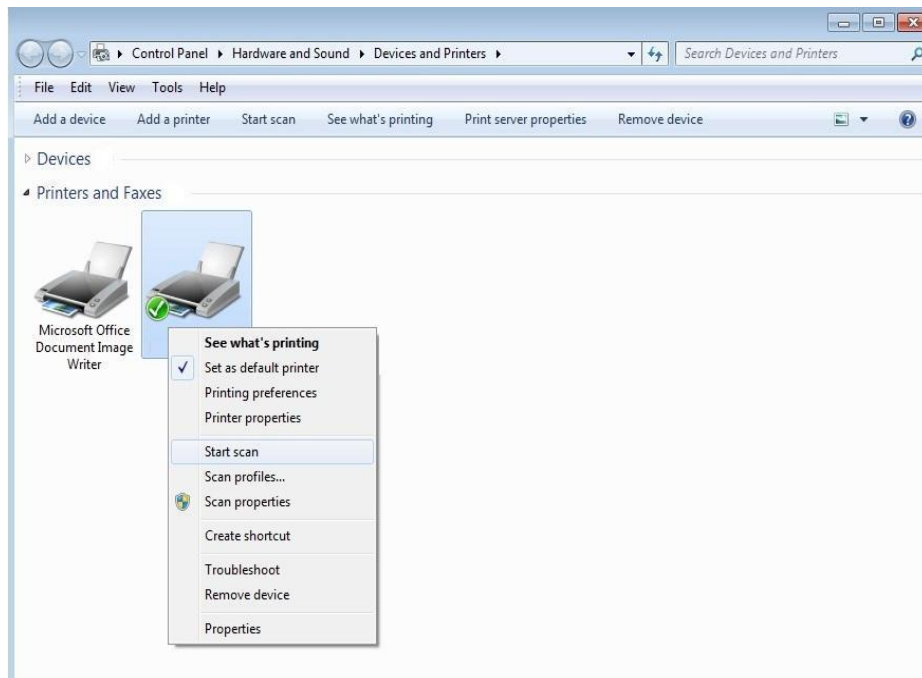 Control Panel Hardware and Sound Devices and Printers Search Devices and Printers
File Edit View Tools Help
Add a device Add a printer Start scan See what's printing Print server properties Remove device
Devices
Printers and Faxes
Microsoft Office
Document Image
Writer
See what's printing
Set as default printer
Printing preferences
Printer properties
Start scan
Scan profiles...
Scan properties
Create shortcut
Troubleshoot
Remove device
Properties